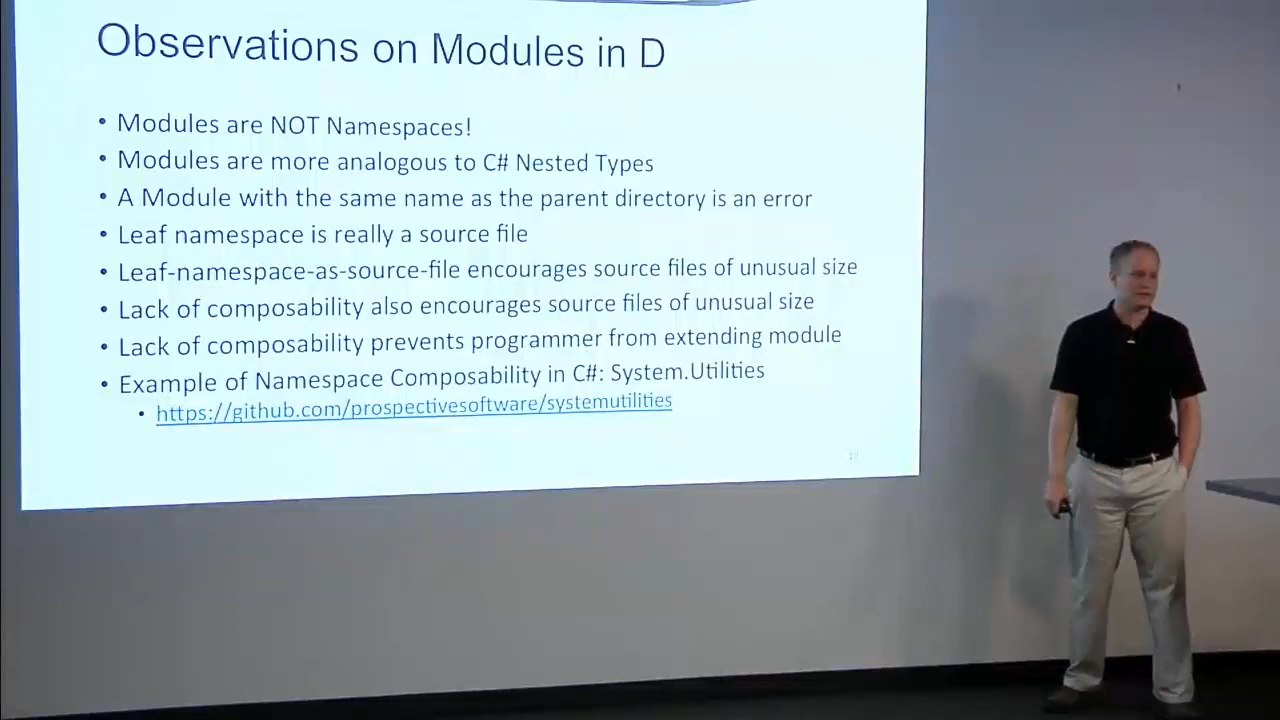 Observations on Modules in D
• Modules are NOT Namespaces!
• Modules are more analogous to C# Nested Types
• A Module with the same name as the parent directory is an error
• Leaf namespace is really a source file
• Leaf-namespace-as-source-file encourages source files of unusual size
• Lack of composability also encourages source files of unusual size
• Lack of composability prevents programmer from extending module
• Example of Namespace Composability in C#: System.Utilities
• https://github.com/prospectivesoftware/systemutilities